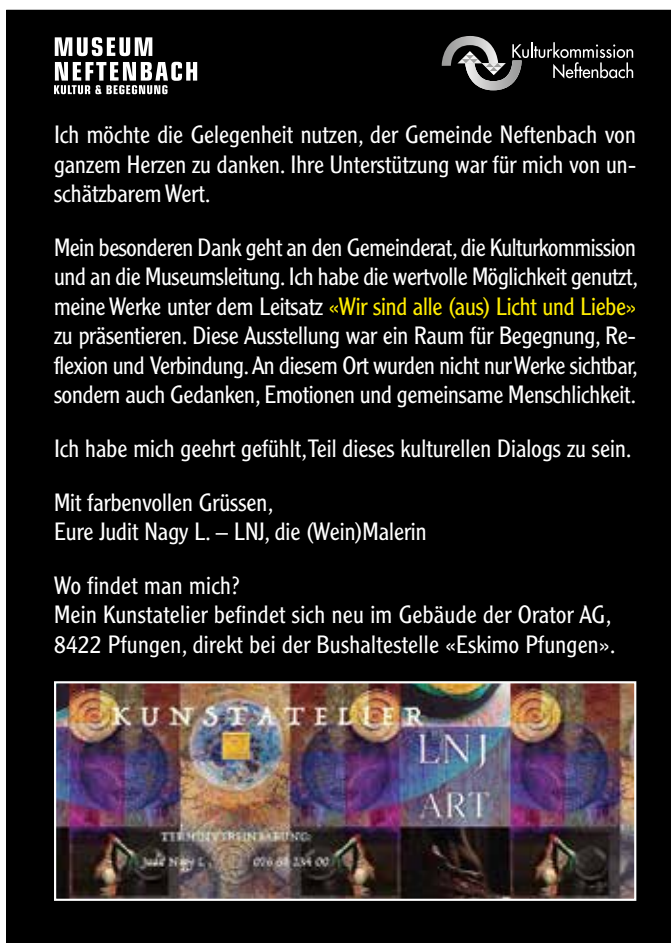 MUSEUM
NEFTENBACH
KULTUR & BEGEGNUNG
Kulturkommission
Neftenbach
Ich möchte die Gelegenheit nutzen, der Gemeinde Neftenbach von
ganzem Herzen zu danken. Ihre Unterstützung war für mich von un-
schätzbarem Wert.
Mein besonderen Dank geht an den Gemeinderat, die Kulturkommission
und an die Museumsleitung. Ich habe die wertvolle Möglichkeit genutzt,
meine Werke unter dem Leitsatz «Wir sind alle (aus) Licht und Liebe»
zu präsentieren. Diese Ausstellung war ein Raum für Begegnung, Re-
flexion und Verbindung. An diesem Ort wurden nicht nur Werke sichtbar,
sondern auch Gedanken, Emotionen und gemeinsame Menschlichkeit.
Ich habe mich geehrt gefühlt, Teil dieses kulturellen Dialogs zu sein.
Mit farbenvollen Grüssen,
Eure Judit Nagy L. – LNJ, die (Wein)Malerin
Wo findet man mich?
Mein Kunstatelier befindet sich neu im Gebäude der Orator AG,
8422 Pfungen, direkt bei der Bushaltestelle «Eskimo Pfungen».
KUNSTATELIER
LNJ
ART
TERMINVEREINBARUNG:
Judit Nagy L.